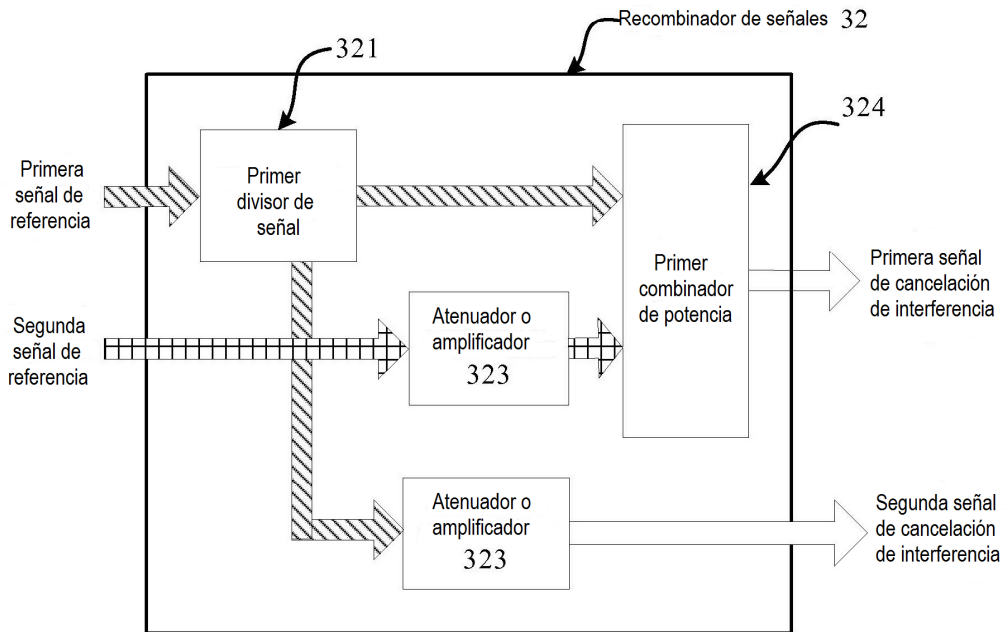 Recombinador de señales 32
321
324
Primera
señal de
referencia
Primer
divisor de
señal
Primer
combinador
de potencia
Primera señal
de cancelación
de interferencia
Segunda
señal de
referencia
Atenuador o
amplificador
323
Atenuador o
amplificador
323
Segunda señal
de cancelación
de interferencia